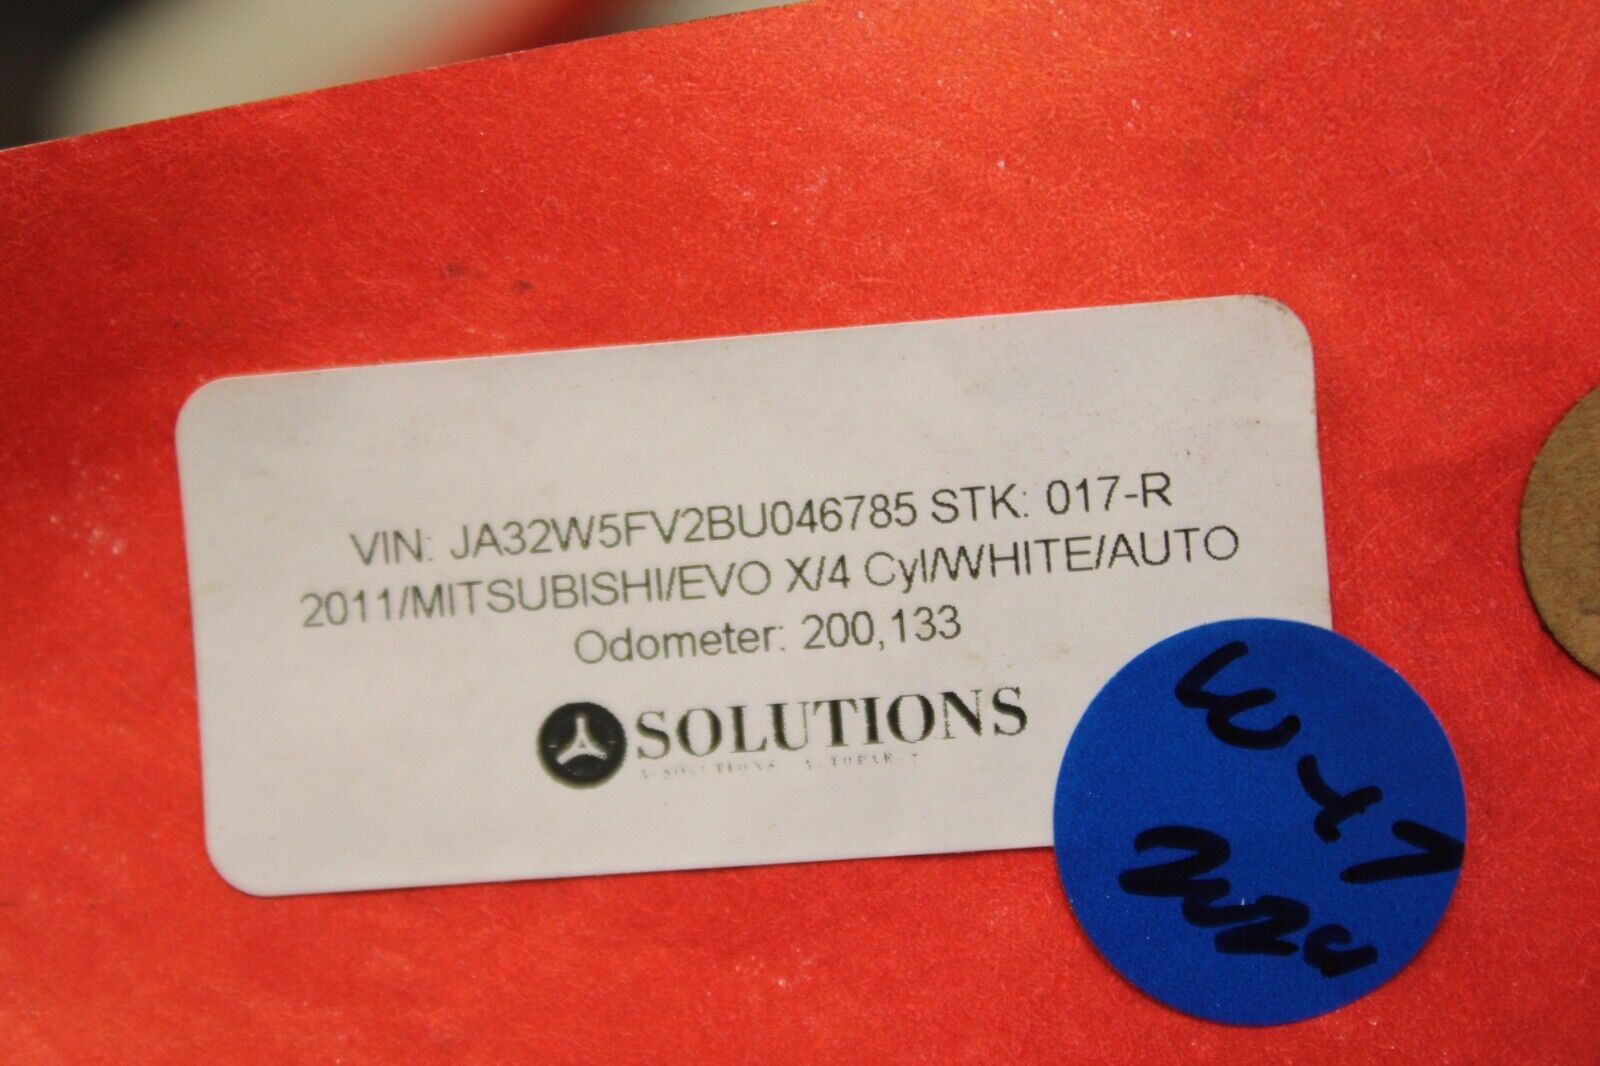 VIN: JA32W5FV2BU046785 STK: 017-R
2011/MITSUBISHI/EVO X/4 Cyl/WHITE/AUTO
Odometer: 200,133
SOLUTIONS